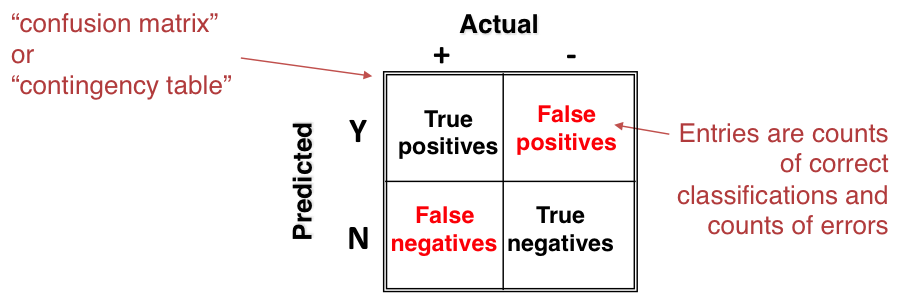 “confusion matrix”
or
“contingency table”
Actual
+ -
Predicted
Y
True
positives
False
positives
N
False
negatives
True
negatives
Entries are counts
of correct
classifications and
counts of errors